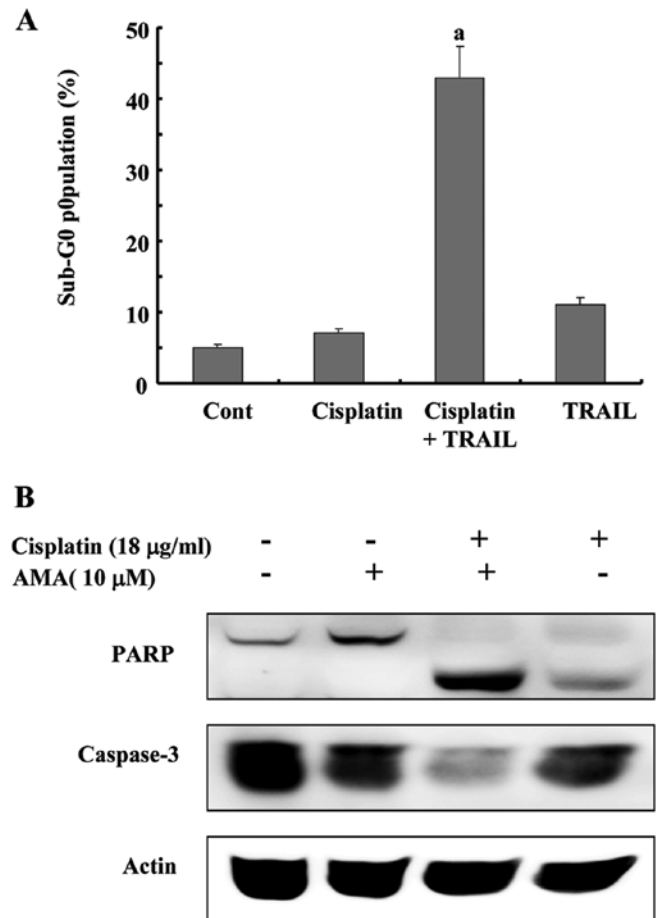 A
Sub-G0 p0pulation (%)
50
40
30
20
10
0
a
Cont Cisplatin Cisplatin + TRAIL TRAIL
B
Cisplatin (18 μg/ml) - - + +
AMA( 10 μM) - + + -
PARP
Caspase-3
Actin